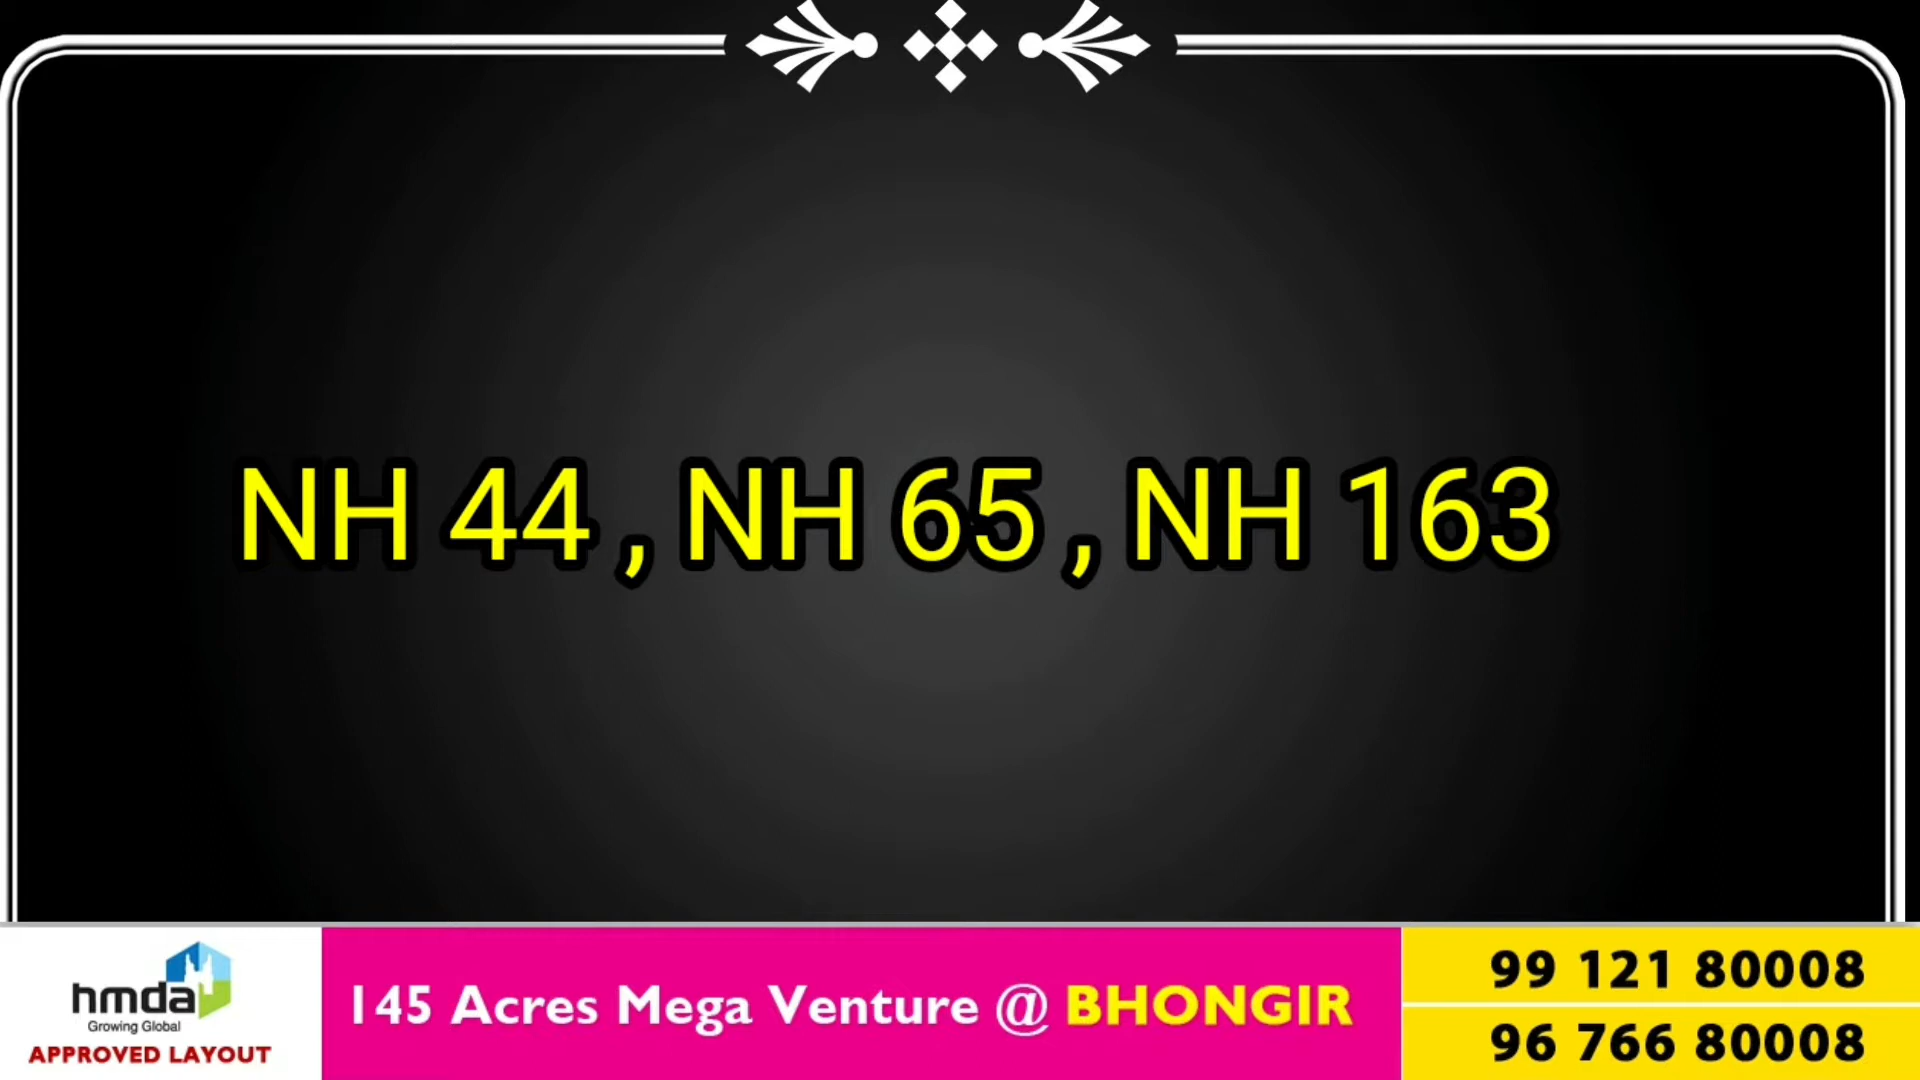 NH 44 , NH 65 , NH 163
hmda
Growing Global
APPROVED LAYOUT
145 Acres Mega Venture @ BHONGIR
99 121 80008
96 766 80008